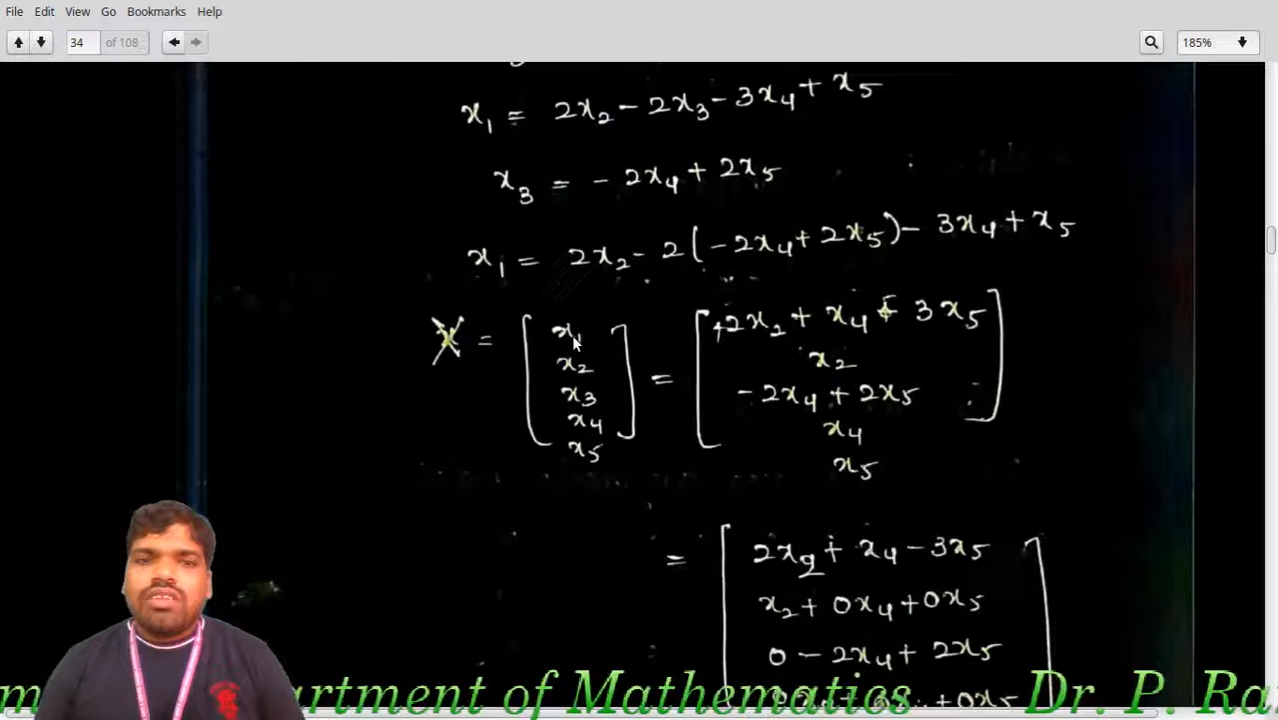 File Edit View Go Bookmarks Help
34 of 108 185%
x₁ = 2x₂ - 2x₃ - 3x₄ + x₅
x₃ = - 2x₄ + 2x₅
x₁ = 2x₂ - 2(-2x₄ + 2x₅) - 3x₄ + x₅
X = [x₁ = [+2x₂ + x₄ + 3x₅
x₂ x₂
x₃ -2x₄ + 2x₅
x₄ x₄
x₅] x₅]
= [2x₂ + x₄ - 3x₅
x₂ + 0x₄ + 0x₅
0 - 2x₄ + 2x₅
+ 0x₅
partment of Mathematics Dr. P. Ra